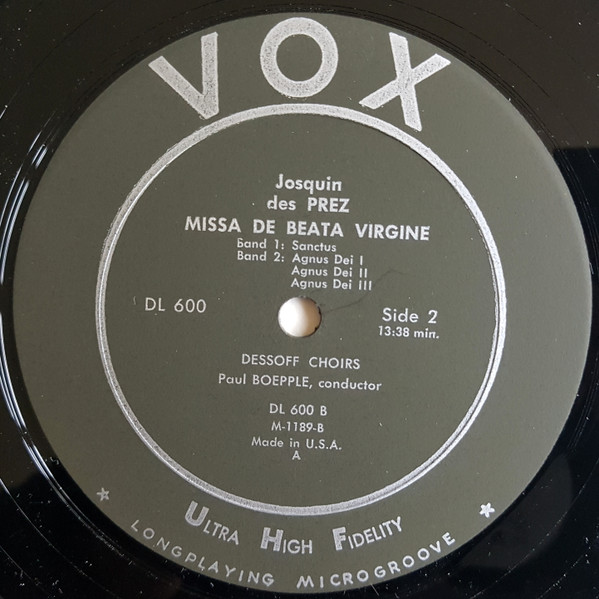 VOX
Josquin
des PREZ
MISSA DE BEATA VIRGINE
Band 1: Sanctus
Band 2: Agnus Dei I
Agnus Dei II
Agnus Dei III
DL 600
Side 2
13:38 min.
DESSOFF CHOIRS
Paul BOEPPLE, conductor
DL 600 B
M-1189-B
Made in U.S.A.
A
ULTRA HIGH FIDELITY
LONGPLAYING MICROGROOVE